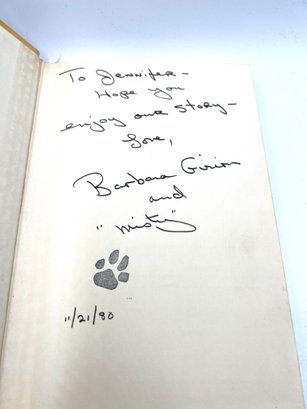 To Jennifer-
Hope you
enjoy our story-
Love,
Barbara Girion
and
"Misty"
11/21/80